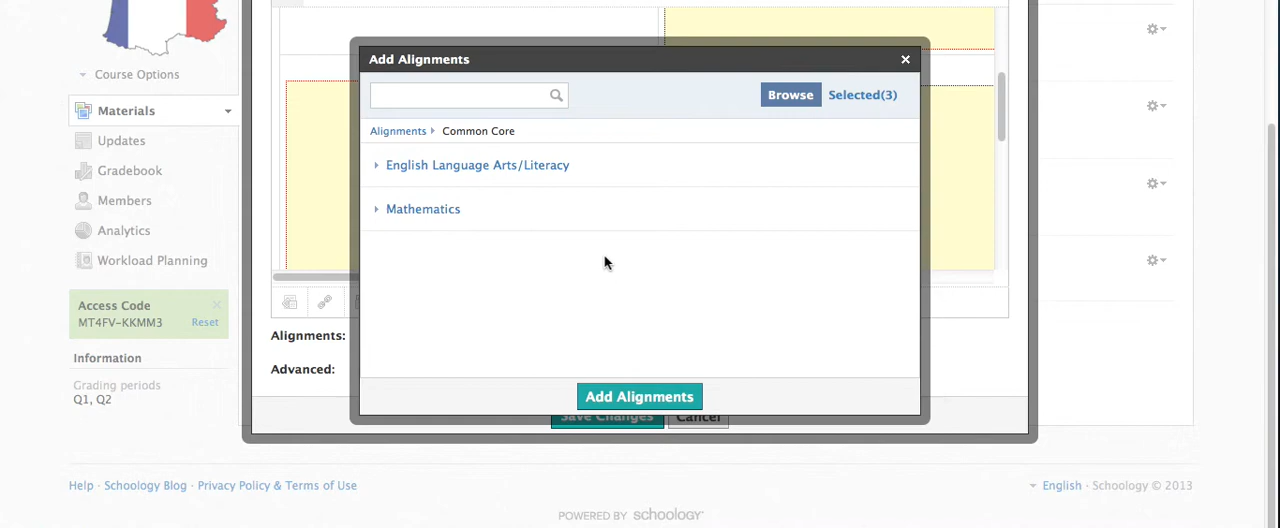 Course Options
Materials
Updates
Gradebook
Members
Analytics
Workload Planning
Access Code
MT4FV-KKMM3 Reset
Information
Grading periods
Q1, Q2
Add Alignments
Browse Selected(3)
Alignments Common Core
English Language Arts/Literacy
Mathematics
Alignments:
Advanced:
Add Alignments
Save Changes Cancel
Help · Schoology Blog · Privacy Policy & Terms of Use
English · Schoology © 2013
POWERED BY schoology